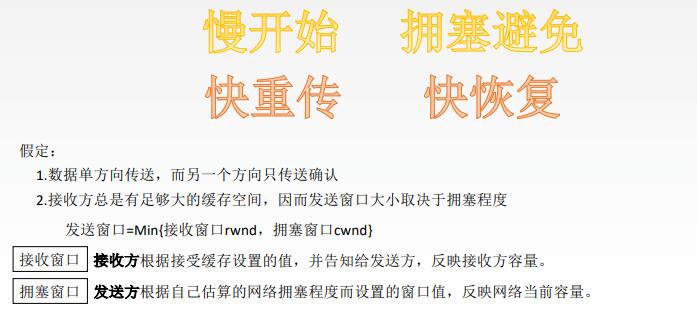 慢开始 拥塞避免
快重传 快恢复
假定：
1.数据单方向传送，而另一个方向只传送确认
2.接收方总是有足够大的缓存空间，因而发送窗口大小取决于拥塞程度
发送窗口=Min{接收窗口rwnd，拥塞窗口cwnd}
接收窗口 接收方根据接受缓存设置的值，并告知给发送方，反映接收方容量。
拥塞窗口 发送方根据自己估算的网络拥塞程度而设置的窗口值，反映网络当前容量。